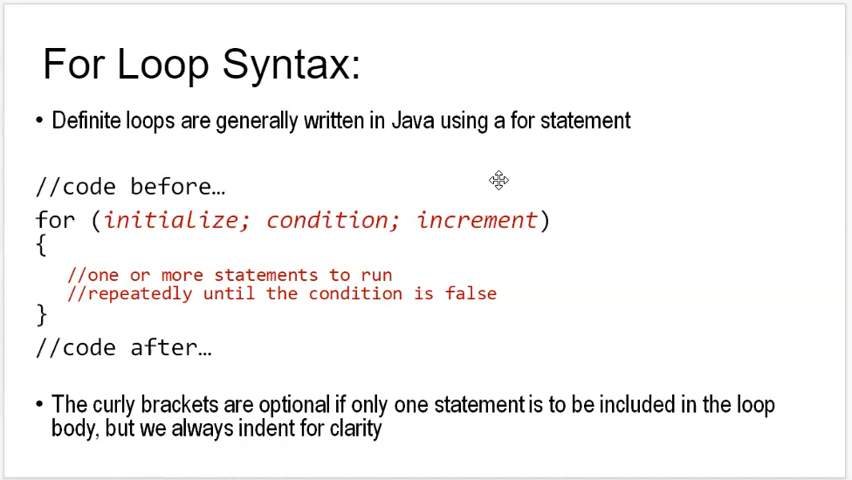 For Loop Syntax:
• Definite loops are generally written in Java using a for statement
//code before…
for (initialize; condition; increment)
{
//one or more statements to run
//repeatedly until the condition is false
}
//code after…
• The curly brackets are optional if only one statement is to be included in the loop
body, but we always indent for clarity